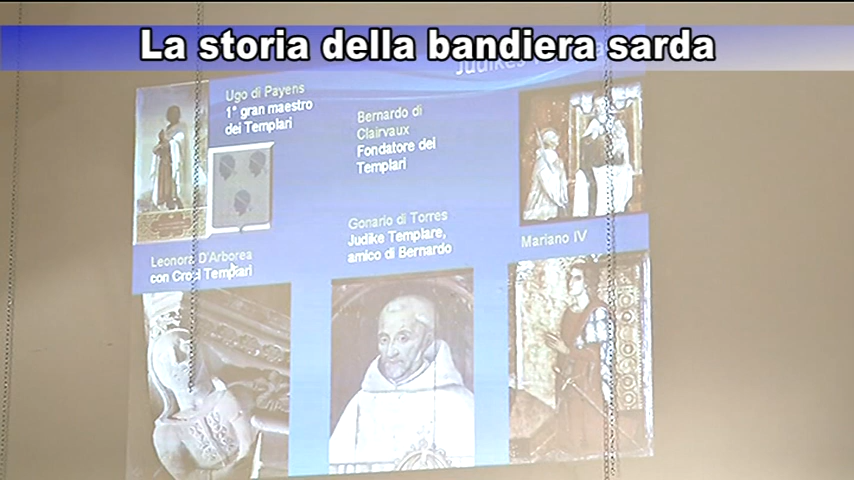 La storia della bandiera sarda
Judikes
Ugo di Payens
1° gran maestro
dei Templari
Bernardo di
Clairvaux
Fondatore dei
Templari
Gonario di Torres
Judike Templare,
amico di Bernardo
Mariano IV
Leonora D'Arborea
con Croci Templari